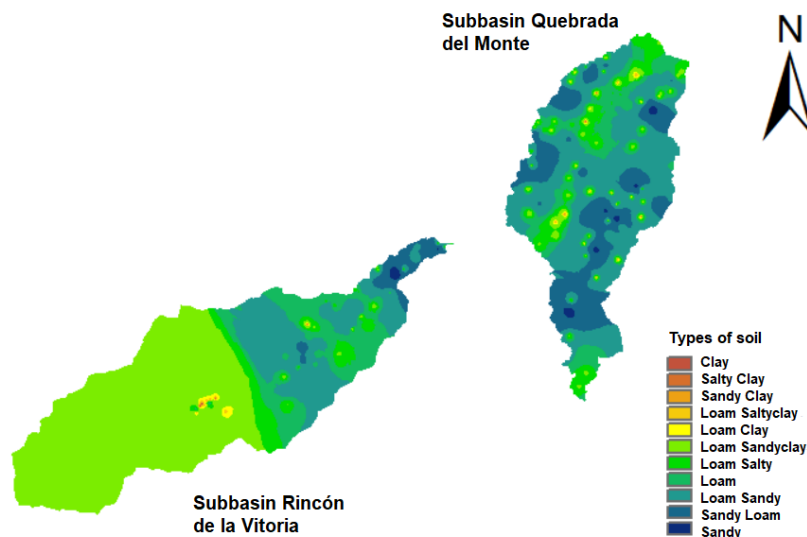 Subbasin Quebrada
del Monte
N
Types of soil
Clay
Salty Clay
Sandy Clay
Loam Saltyclay
Loam Clay
Loam Sandyclay
Loam Salty
Loam
Loam Sandy
Sandy Loam
Sandy
Subbasin Rincón
de la Vitoria